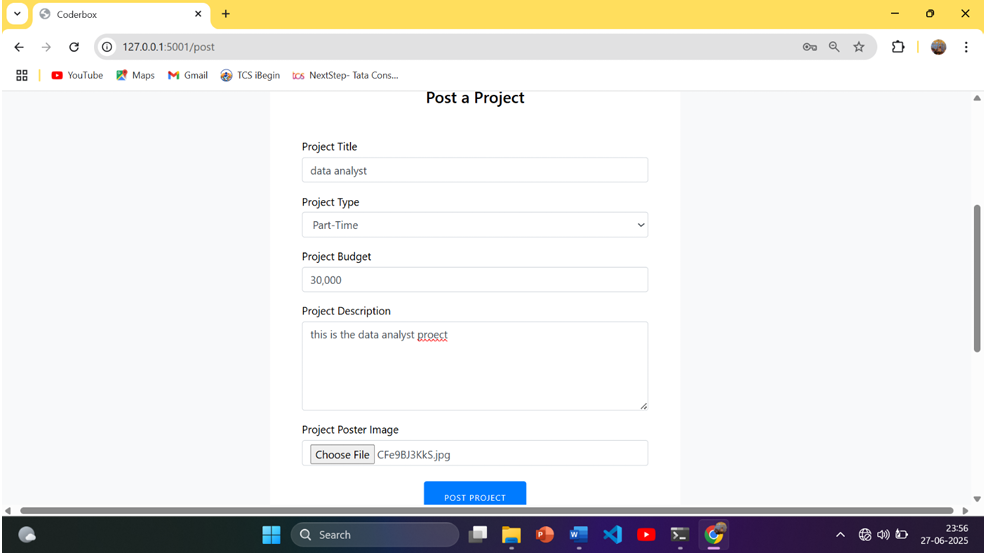 Coderbox
127.0.0.1:5001/post
YouTube
Maps
Gmail
TCS iBegin
tcs NextStep- Tata Cons...
Post a Project
Project Title
data analyst
Project Type
Part-Time
Project Budget
30,000
Project Description
this is the data analyst proect
Project Poster Image
Choose File CFe9BJ3KkS.jpg
POST PROJECT
Search
23:56
27-06-2025